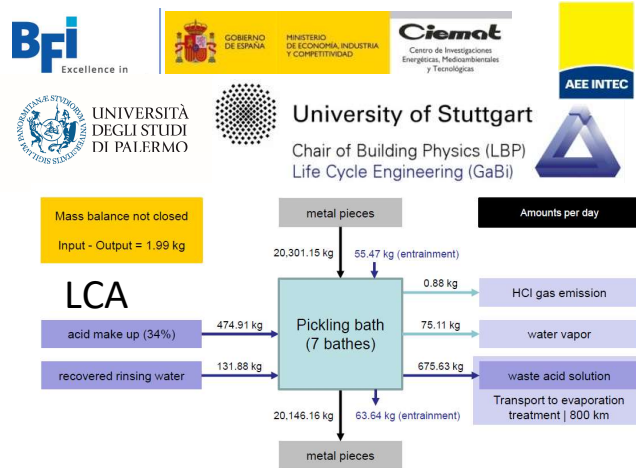 BFi
Excellence in
GOBIERNO
DE ESPAÑA
MINISTERIO
DE ECONOMÍA, INDUSTRIA
Y COMPETITIVIDAD
Ciemat
Centro de Investigaciones
Energéticas, Medioambientales
y Tecnológicas
AEE INTEC
UNIVERSITÀ
DEGLI STUDI
DI PALERMO
University of Stuttgart
Chair of Building Physics (LBP)
Life Cycle Engineering (GaBi)
Mass balance not closed
Input - Output = 1.99 kg
metal pieces
Amounts per day
20,301.15 kg
55.47 kg (entrainment)
LCA
0.88 kg
HCl gas emission
acid make up (34%)
474.91 kg
Pickling bath
(7 bathes)
75.11 kg
water vapor
recovered rinsing water
131.88 kg
675.63 kg
waste acid solution
Transport to evaporation
treatment | 800 km
20,146.16 kg
63.64 kg (entrainment)
metal pieces